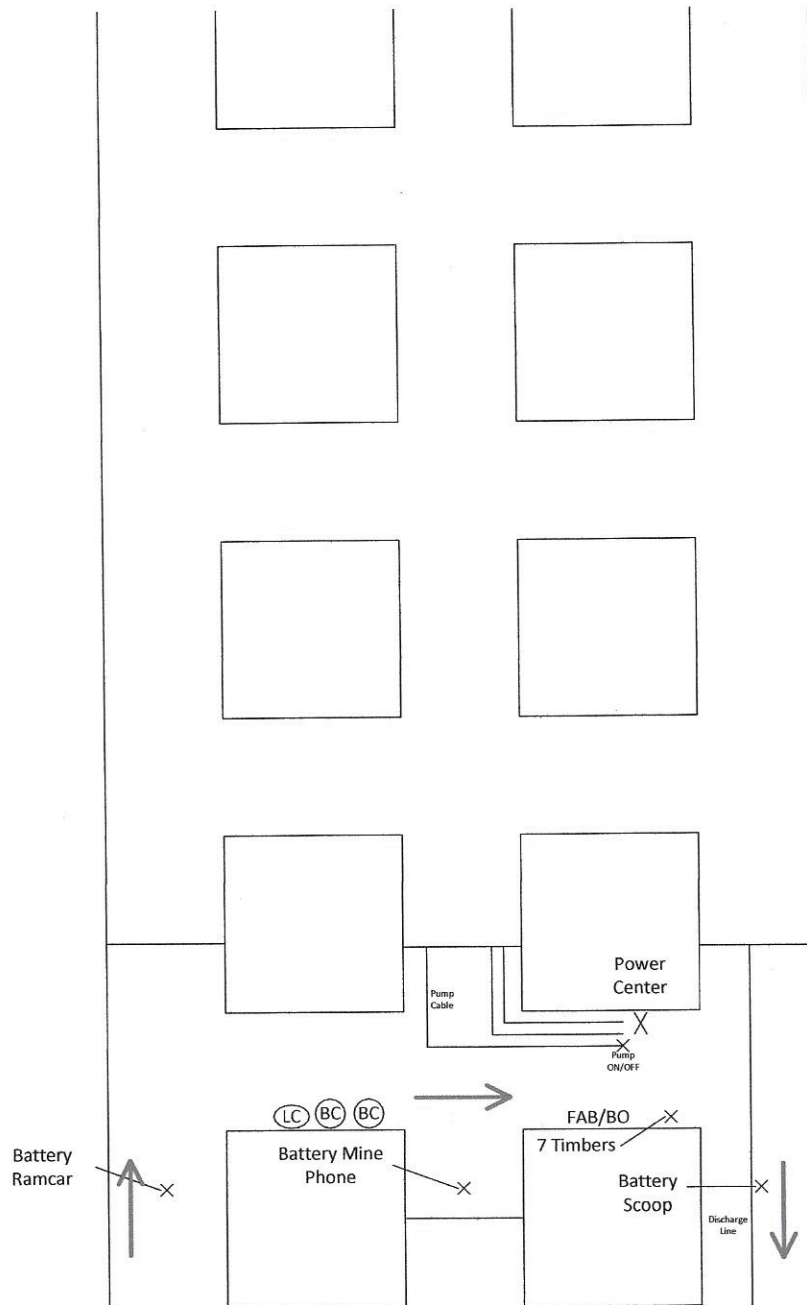 Power
Center
Pump
Cable
Pump
ON/OFF
LC
BC
BC
FAB/BO
7 Timbers
Battery
Ramcar
Battery Mine
Phone
Battery
Scoop
Discharge
Line